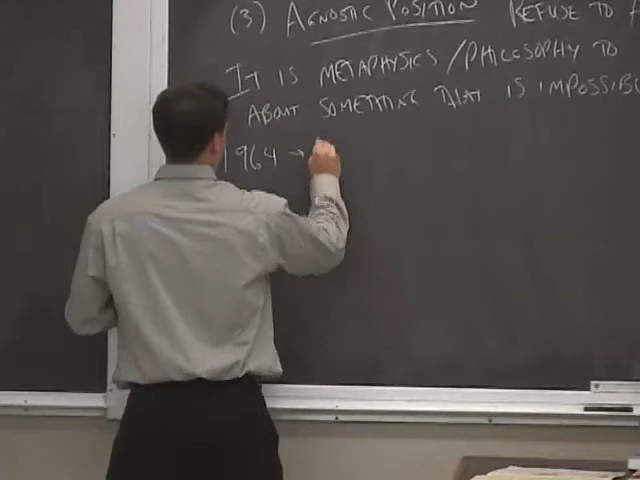 (3) AGNOSTIC POSITION REFUSE TO
IT IS METAPHYSICS/PHILOSOPHY TO
ABOUT SOMETHING THAT IS IMPOSSIB
1964 →